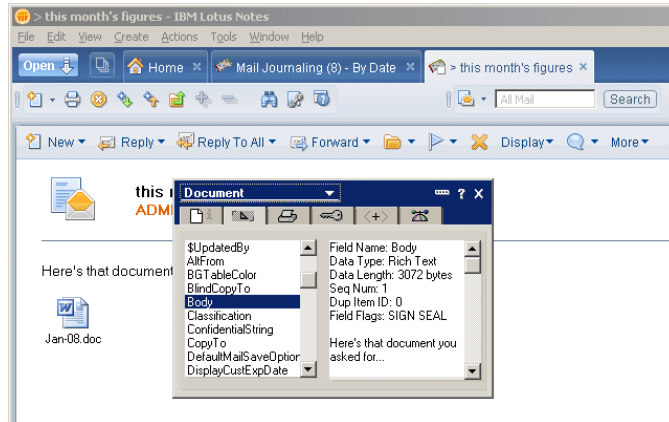 > this month's figures - IBM Lotus Notes
File Edit View Create Actions Tools Window Help
Open Home × Mail Journaling (8) - By Date × > this month's figures ×
All Mail Search
New Reply Reply To All Forward Display More
this
ADMI
Document ? X
Here's that document
Jan-08.doc
$UpdatedBy
AltFrom
BGTableColor
BlindCopyTo
Body
Classification
ConfidentialString
CopyTo
DefaultMailSaveOption
DisplayCustExpDate
Field Name: Body
Data Type: Rich Text
Data Length: 3072 bytes
Seq Num: 1
Dup Item ID: 0
Field Flags: SIGN SEAL
Here's that document you
asked for...